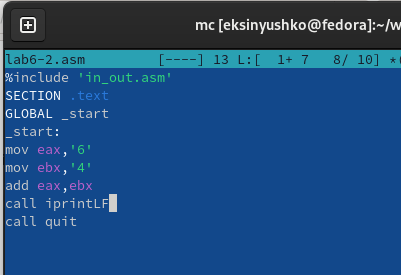 mc [eksinyushko@fedora]:~/w
lab6-2.asm [----] 13 L:[ 1+ 7 8/ 10] *
%include 'in_out.asm'
SECTION .text
GLOBAL _start
_start:
mov eax,'6'
mov ebx,'4'
add eax,ebx
call iprintLF
call quit